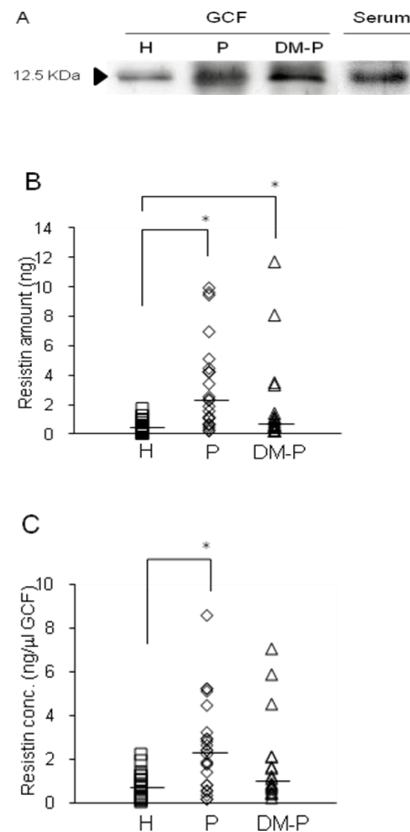 A GCF Serum
H P DM-P
12.5 KDa
B
*
*
14
12
10
8
6
4
2
0
Resistin amount (ng)
H P DM-P
C
*
10
8
6
4
2
0
Resistin conc. (ng/µl GCF)
H P DM-P